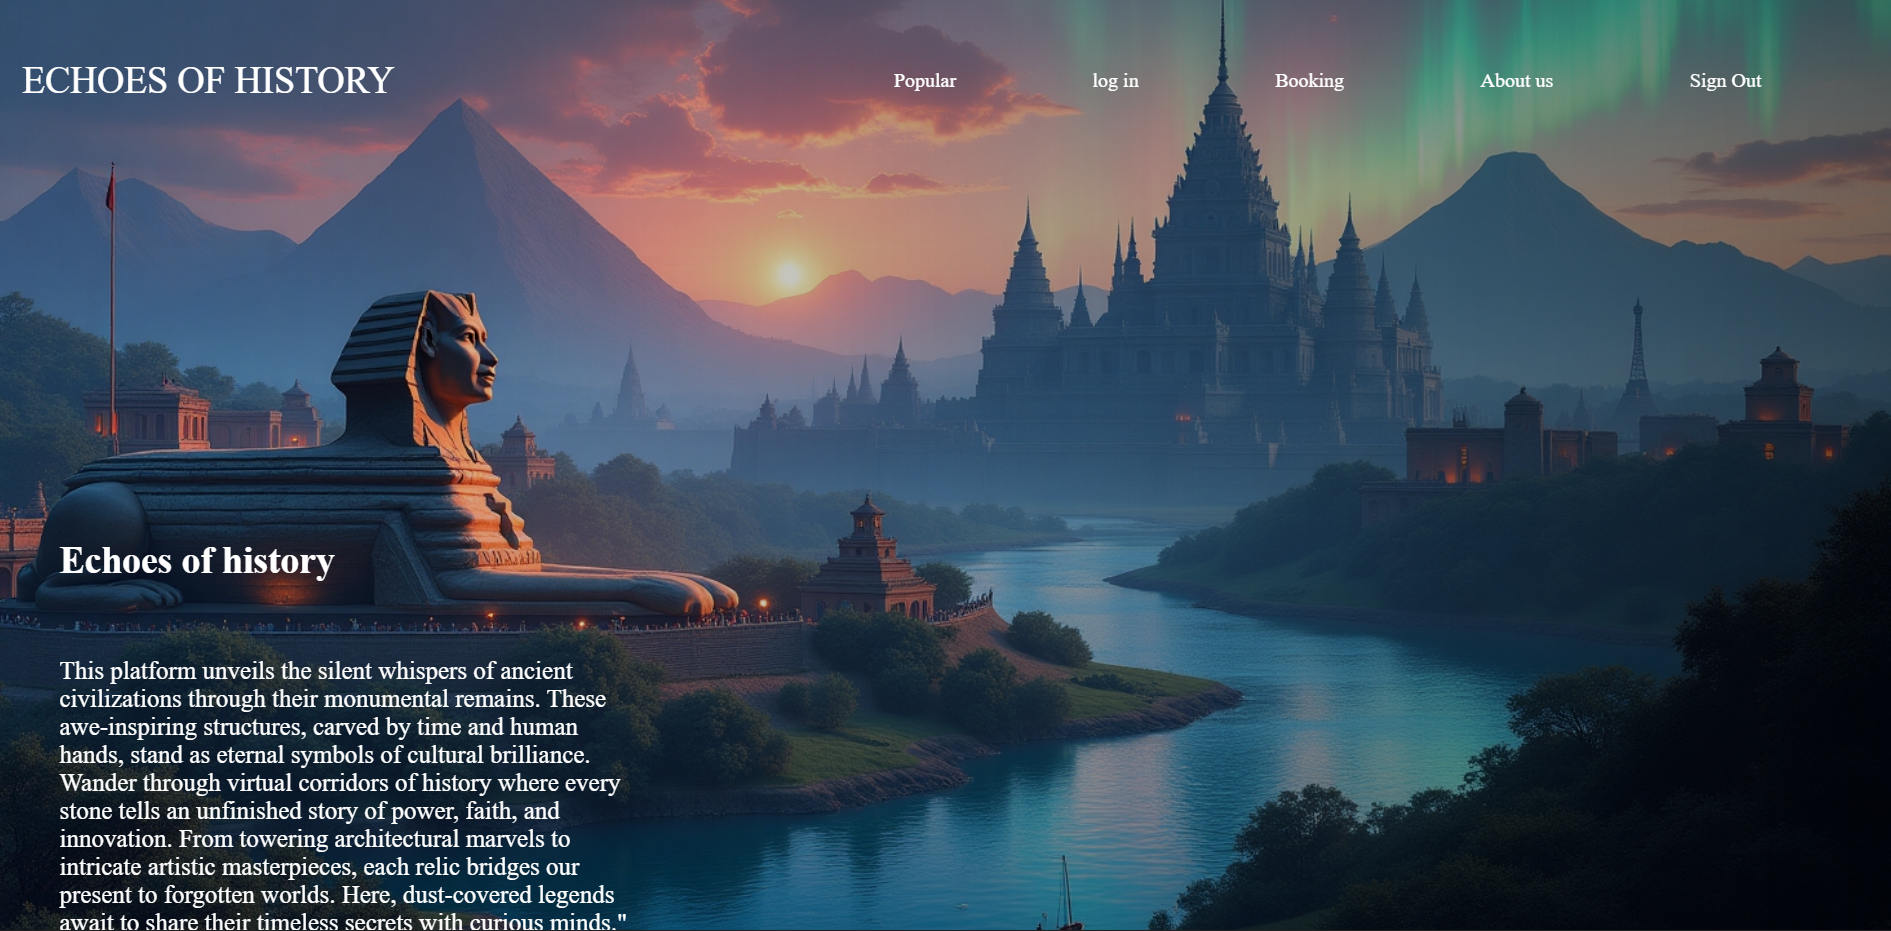 ECHOES OF HISTORY
Popular
log in
Booking
About us
Sign Out
Echoes of history
This platform unveils the silent whispers of ancient
civilizations through their monumental remains. These
awe-inspiring structures, carved by time and human
hands, stand as eternal symbols of cultural brilliance.
Wander through virtual corridors of history where every
stone tells an unfinished story of power, faith, and
innovation. From towering architectural marvels to
intricate artistic masterpieces, each relic bridges our
present to forgotten worlds. Here, dust-covered legends
await to share their timeless secrets with curious minds."